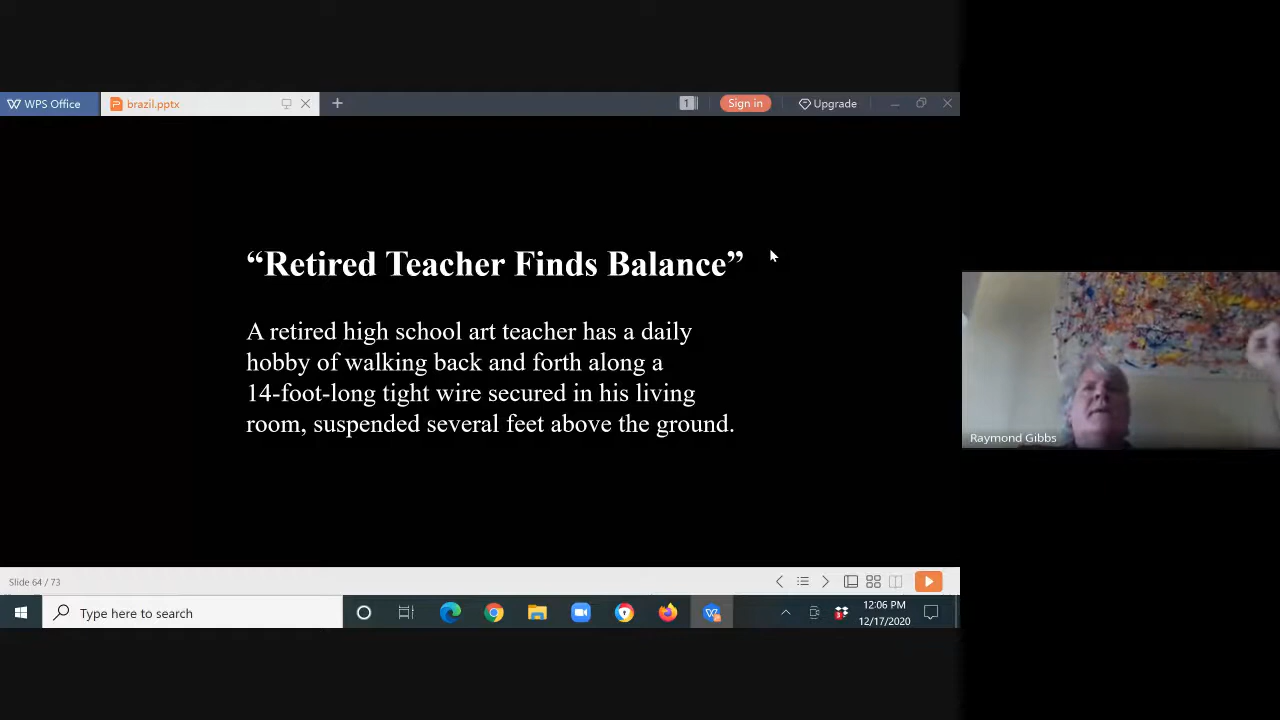 WPS Office
brazil.pptx
1
Sign in
Upgrade
“Retired Teacher Finds Balance”
A retired high school art teacher has a daily
hobby of walking back and forth along a
14-foot-long tight wire secured in his living
room, suspended several feet above the ground.
Raymond Gibbs
Slide 64 / 73
Type here to search
12:06 PM
12/17/2020